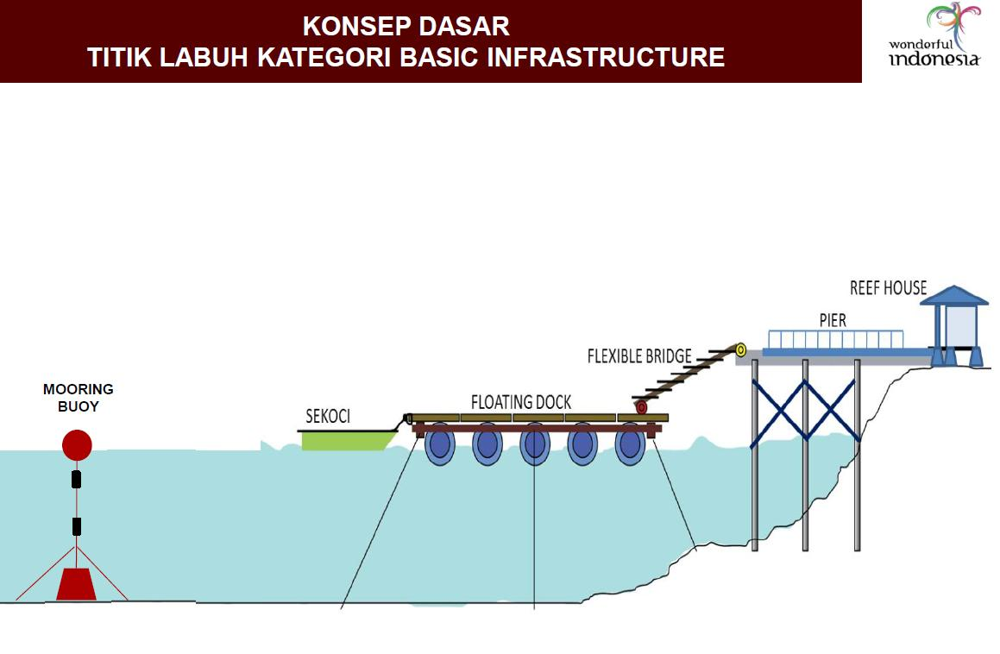 KONSEP DASAR
TITIK LABUH KATEGORI BASIC INFRASTRUCTURE
wonderful
indonesia
REEF HOUSE
PIER
FLEXIBLE BRIDGE
MOORING
BUOY
FLOATING DOCK
SEKOCI